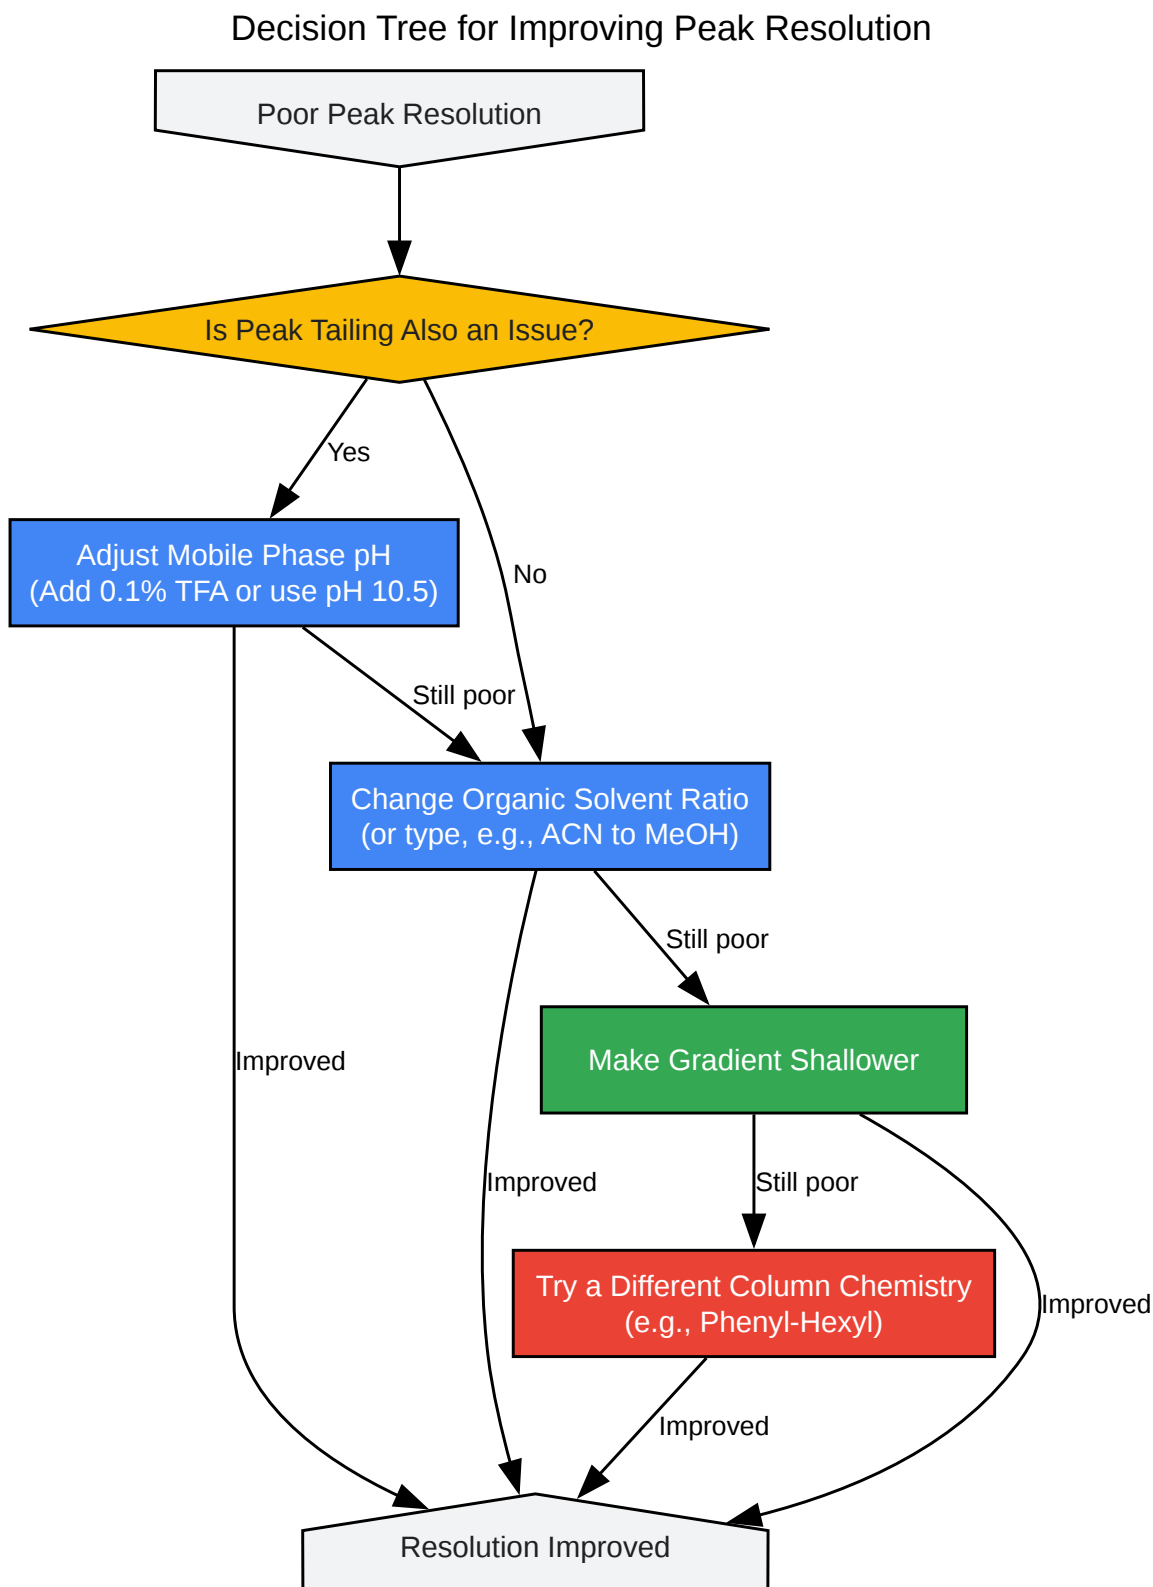 Decision Tree for Improving Peak Resolution
Poor Peak Resolution
Is Peak Tailing Also an Issue?
Yes
No
Adjust Mobile Phase pH
(Add 0.1% TFA or use pH 10.5)
Still poor
Change Organic Solvent Ratio
(or type, e.g., ACN to MeOH)
Still poor
Improved
Make Gradient Shallower
Improved
Still poor
Try a Different Column Chemistry
(e.g., Phenyl-Hexyl)
Improved
Improved
Resolution Improved